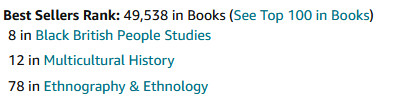 Best Sellers Rank: 49,538 in Books (See Top 100 in Books)
8 in Black British People Studies
12 in Multicultural History
78 in Ethnography & Ethnology